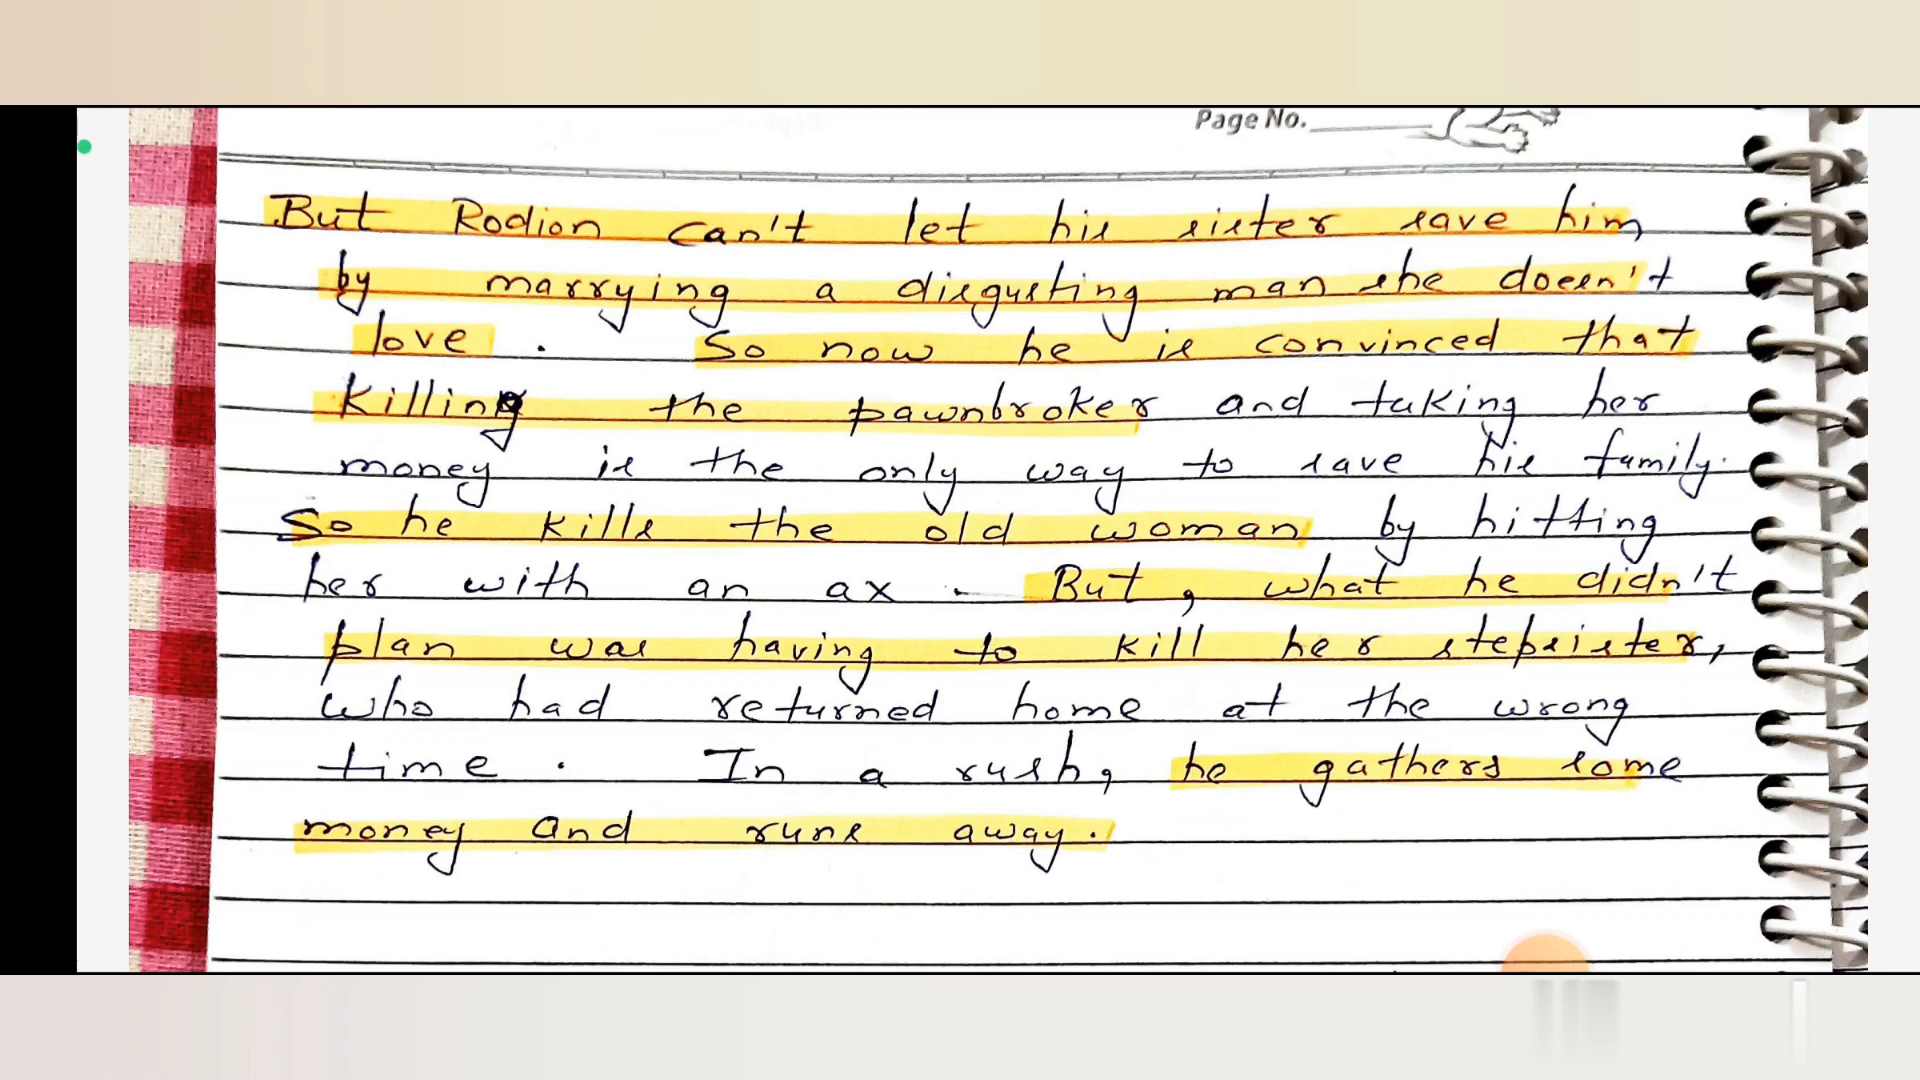 Page No.
But Rodion can't let his sister save him
by marrying a disgusting man she doesn't
love. So now he is convinced that
killing the pawnbroker and taking her
money is the only way to save his family.
So he kills the old woman by hitting
her with an ax. But, what he didn't
plan was having to kill her stepsister,
who had returned home at the wrong
time. In a rush, he gathers some
money and runs away.